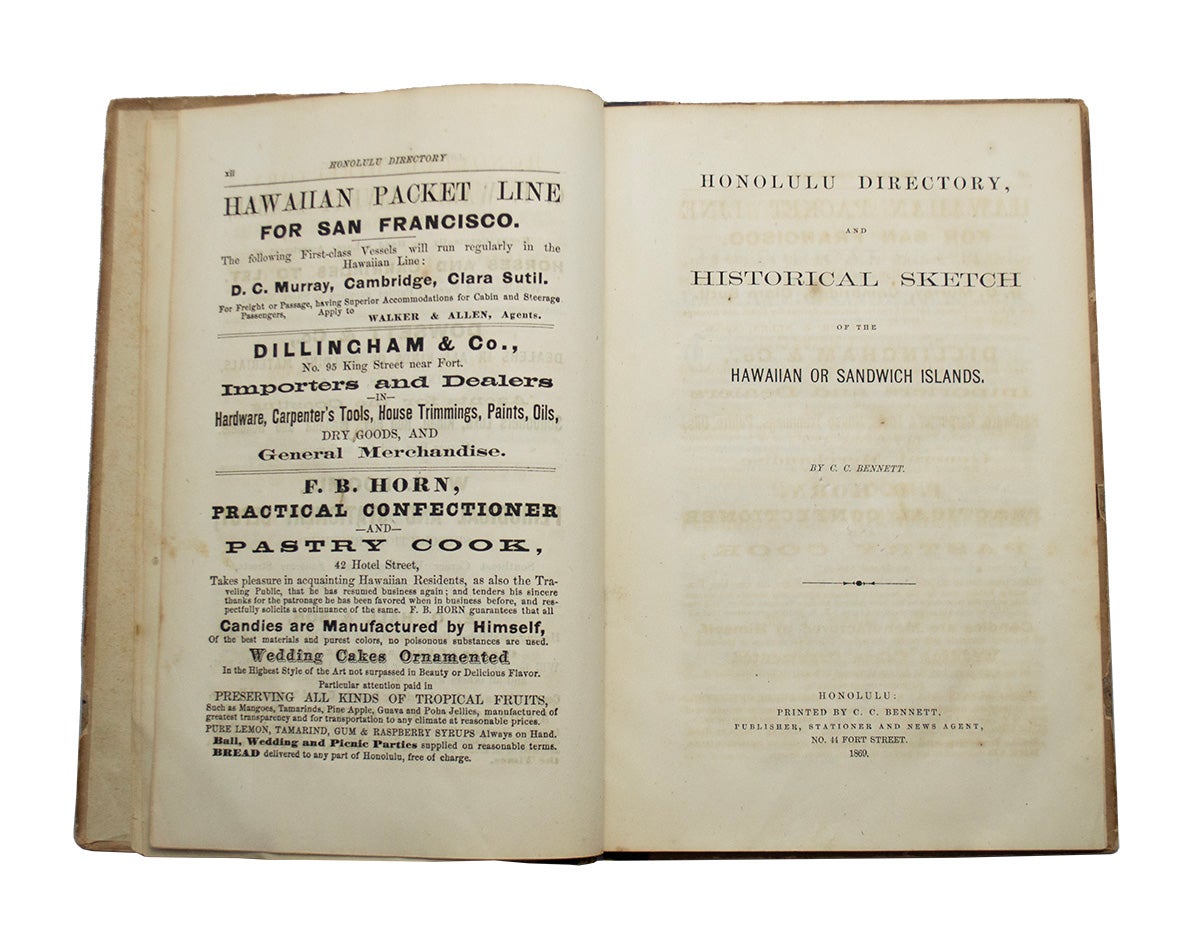 xii
HONOLULU DIRECTORY
HAWAIIAN PACKET LINE
FOR SAN FRANCISCO.
The following First-class Vessels will run regularly in the
Hawaiian Line:
D. C. Murray, Cambridge, Clara Sutil.
For Freight or Passage, having Superior Accommodations for Cabin and Steerage
Passengers, Apply to WALKER & ALLEN, Agents.
DILLINGHAM & Co.,
No. 95 King Street near Fort.
Importers and Dealers
—IN—
Hardware, Carpenter's Tools, House Trimmings, Paints, Oils,
DRY GOODS, AND
General Merchandise.
F. B. HORN,
PRACTICAL CONFECTIONER
—AND—
PASTRY COOK,
42 Hotel Street,
Takes pleasure in acquainting Hawaiian Residents, as also the Tra-
veling Public, that he has resumed business again; and tenders his sincere
thanks for the patronage he has been favored when in business before, and res-
pectfully solicits a continuance of the same. F. B. HORN guarantees that all
Candies are Manufactured by Himself,
Of the best materials and purest colors, no poisonous substances are used.
Wedding Cakes Ornamented
In the Highest Style of the Art not surpassed in Beauty or Delicious Flavor.
Particular attention paid in
PRESERVING ALL KINDS OF TROPICAL FRUITS,
Such as Mangoes, Tamarinds, Pine Apple, Guava and Poha Jellies, manufactured of
greatest transparency and for transportation to any climate at reasonable prices.
PURE LEMON, TAMARIND, GUM & RASPBERRY SYRUPS Always on Hand.
Ball, Wedding and Picnic Parties supplied on reasonable terms.
BREAD delivered to any part of Honolulu, free of charge.
HONOLULU DIRECTORY,
AND
HISTORICAL SKETCH
OF THE
HAWAIIAN OR SANDWICH ISLANDS.
BY C. C. BENNETT.
HONOLULU:
PRINTED BY C. C. BENNETT,
PUBLISHER, STATIONER AND NEWS AGENT,
NO. 44 FORT STREET.
1869.